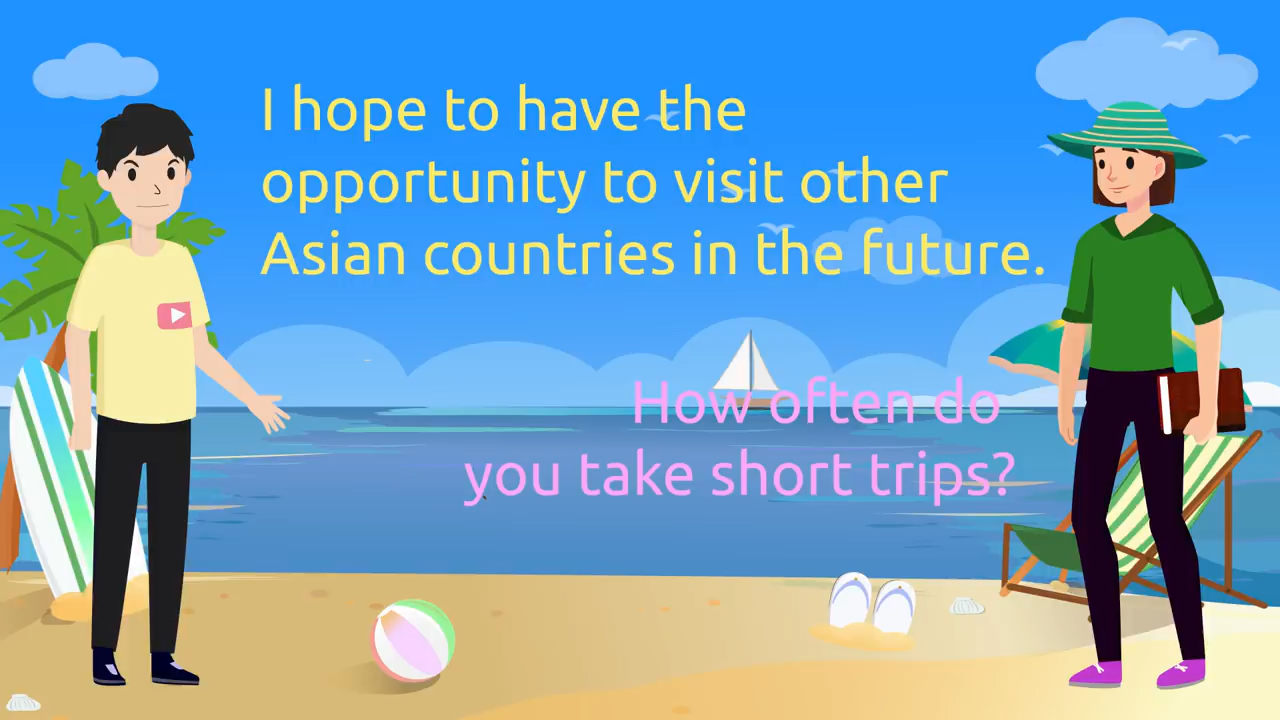 I hope to have the
opportunity to visit other
Asian countries in the future.
How often do
you take short trips?